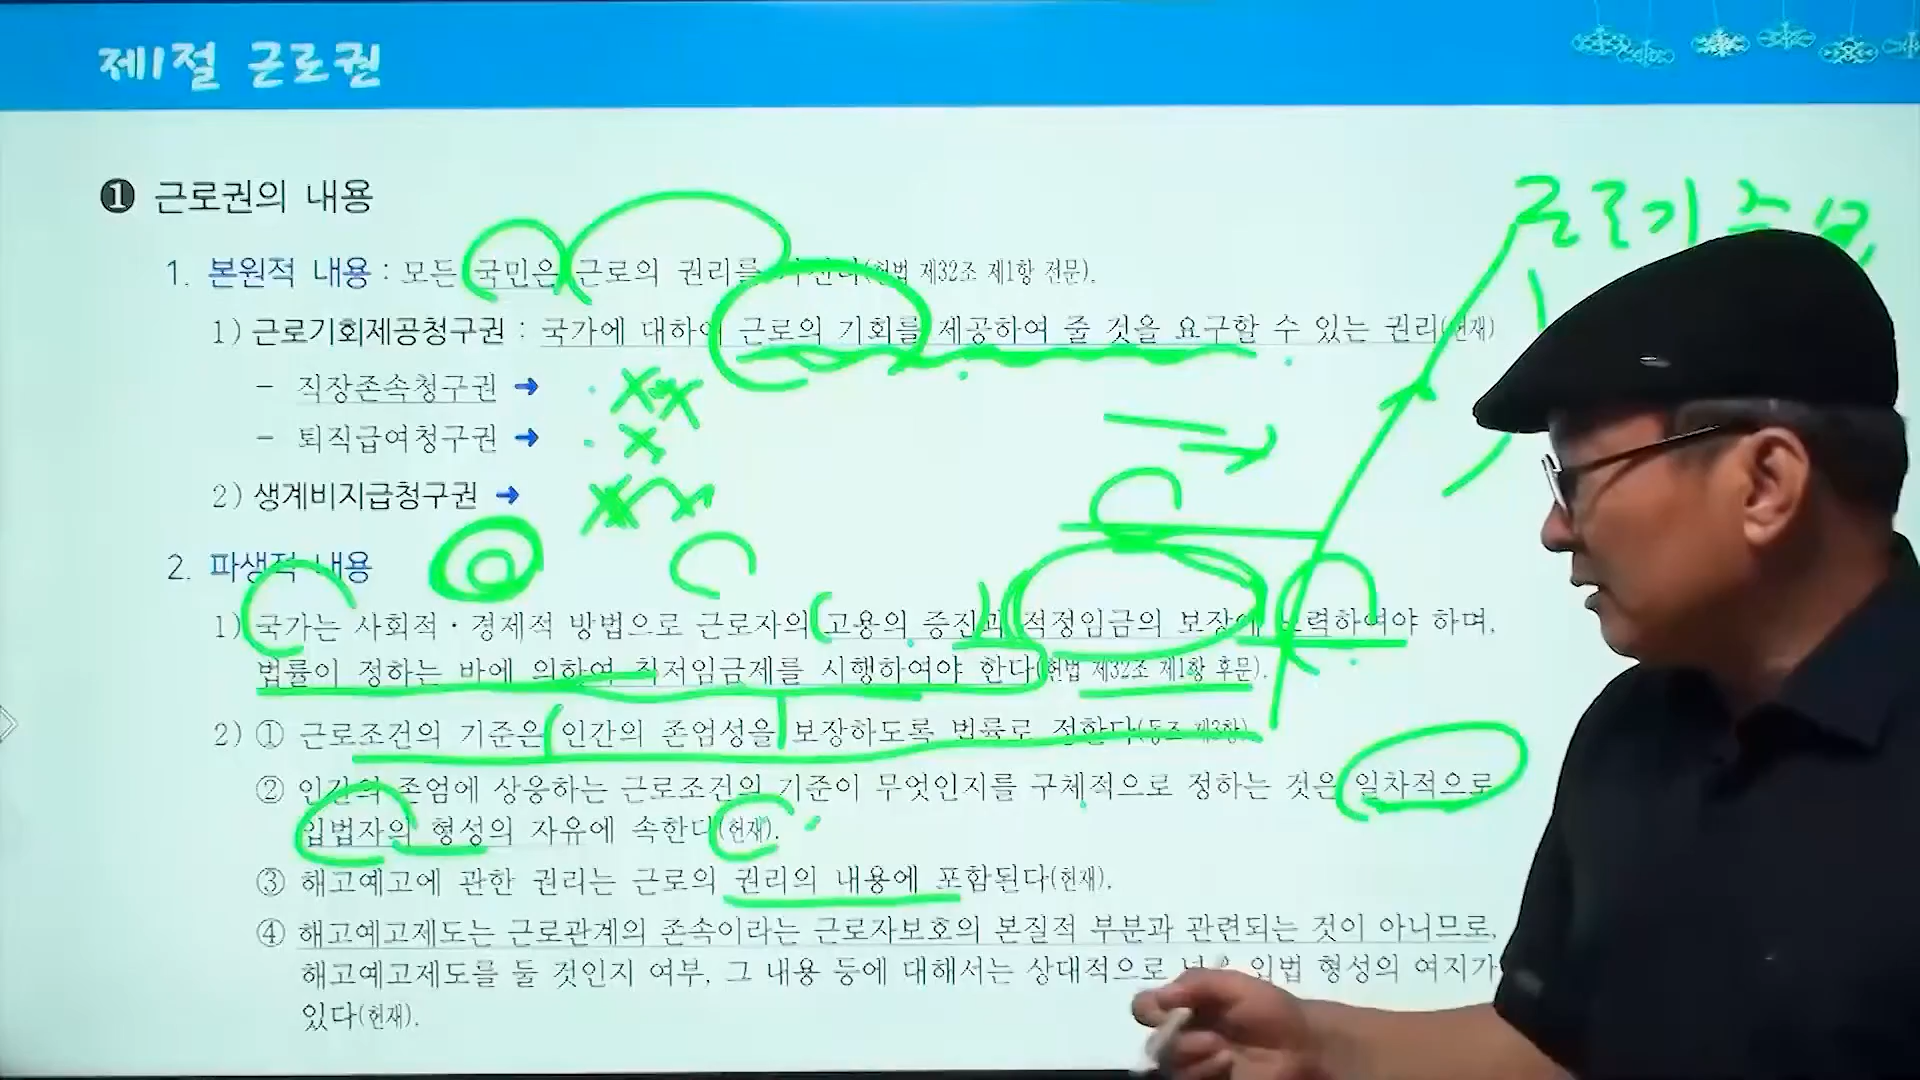 제1절 근로권
❶ 근로권의 내용
1. 본원적 내용 : 모든 국민은 근로의 권리를 (헌법 제32조 제1항 전문).
1) 근로기회제공청구권 : 국가에 대하여 근로의 기회를 제공하여 줄 것을 요구할 수 있는 권리(헌재)
- 직장존속청구권 ➜
- 퇴직급여청구권 ➜
2) 생계비지급청구권 ➜
2. 파생적 내용
1) 국가는 사회적·경제적 방법으로 근로자의 고용의 증진과 적정임금의 보장에 노력하여야 하며,
법률이 정하는 바에 의하여 최저임금제를 시행하여야 한다(헌법 제32조 제1항 후문).
2) ① 근로조건의 기준은 인간의 존엄성을 보장하도록 법률로 정한다(동조 제3항).
② 인간의 존엄에 상응하는 근로조건의 기준이 무엇인지를 구체적으로 정하는 것은 일차적으로
입법자의 형성의 자유에 속한다(헌재).
③ 해고예고에 관한 권리는 근로의 권리의 내용에 포함된다(헌재).
④ 해고예고제도는 근로관계의 존속이라는 근로자보호의 본질적 부분과 관련되는 것이 아니므로,
해고예고제도를 둘 것인지 여부, 그 내용 등에 대해서는 상대적으로 넓은 입법 형성의 여지가
있다(헌재).